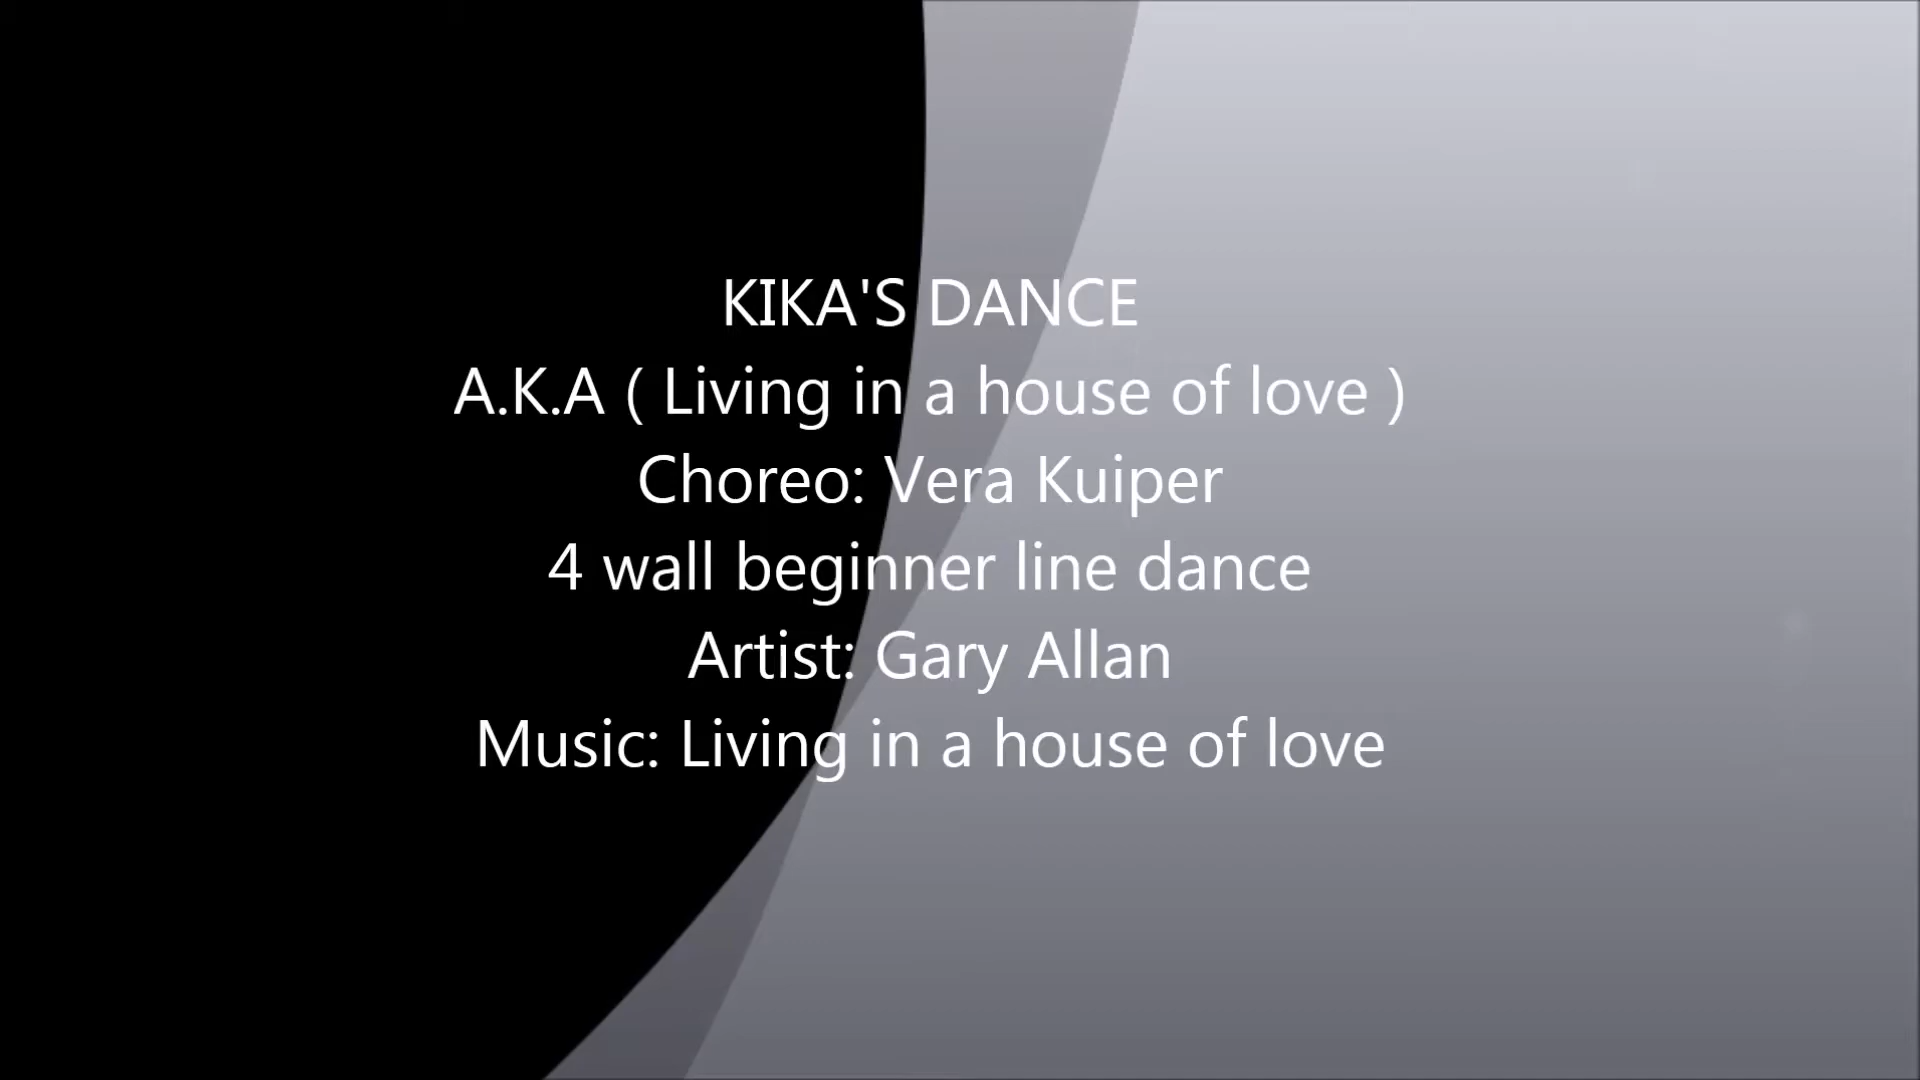 KIKA'S DANCE
A.K.A ( Living in a house of love )
Choreo: Vera Kuiper
4 wall beginner line dance
Artist: Gary Allan
Music: Living in a house of love